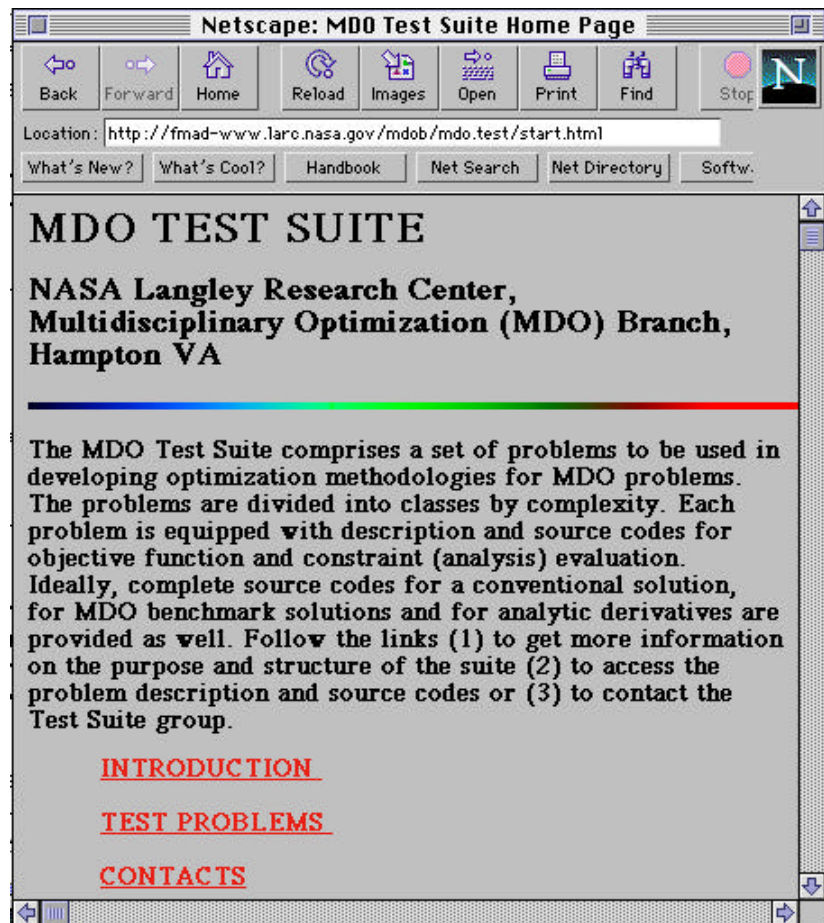 Netscape: MDO Test Suite Home Page
Back Forward Home Reload Images Open Print Find Stop N
Location: http://fmad-www.larc.nasa.gov/mdob/mdo.test/start.html
What's New? What's Cool? Handbook Net Search Net Directory Softw
MDO TEST SUITE
NASA Langley Research Center,
Multidisciplinary Optimization (MDO) Branch,
Hampton VA
The MDO Test Suite comprises a set of problems to be used in
developing optimization methodologies for MDO problems.
The problems are divided into classes by complexity. Each
problem is equipped with description and source codes for
objective function and constraint (analysis) evaluation.
Ideally, complete source codes for a conventional solution,
for MDO benchmark solutions and for analytic derivatives are
provided as well. Follow the links (1) to get more information
on the purpose and structure of the suite (2) to access the
problem description and source codes or (3) to contact the
Test Suite group.
INTRODUCTION
TEST PROBLEMS
CONTACTS